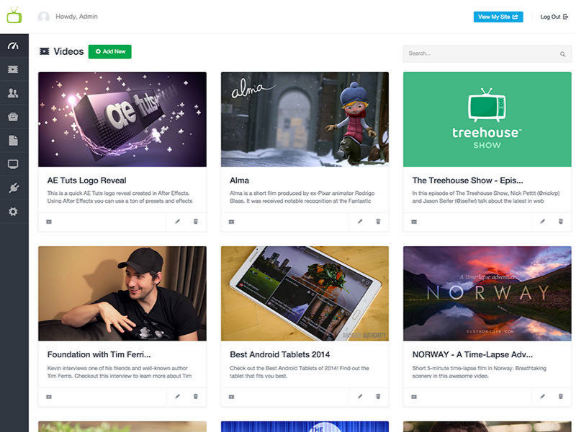 Howdy, Admin
View My Site
Log Out
Videos
Add New
Search...
ae Tuts
alma
treehouse™
SHOW
AE Tuts Logo Reveal
This is a quick AE Tuts logo reveal created in After Effects.
Using After Effects you can use a ton of presets and effects
Alma
Alma is a short film produced by ex-Pixar animator Rodrigo
Blaas. It was received notable recognition at the Fantastic
The Treehouse Show - Epis...
In this episode of The Treehouse Show, Nick Pettit (@nickrp)
and Jason Seifer (@jseifer) talk about the latest in web
A time-lapse adventure
NORWAY
Foundation with Tim Ferri...
Kevin interviews one of his friends and well-known author
Tim Ferris. Checkout this interview to learn more about Tim
Best Android Tablets 2014
Check out the Best Android Tablets of 2014! Find out the
tablet that fits you best.
NORWAY - A Time-Lapse Adv...
Short 5-minute time-lapse film in Norway. Breathtaking
scenery in this awesome video.
THE